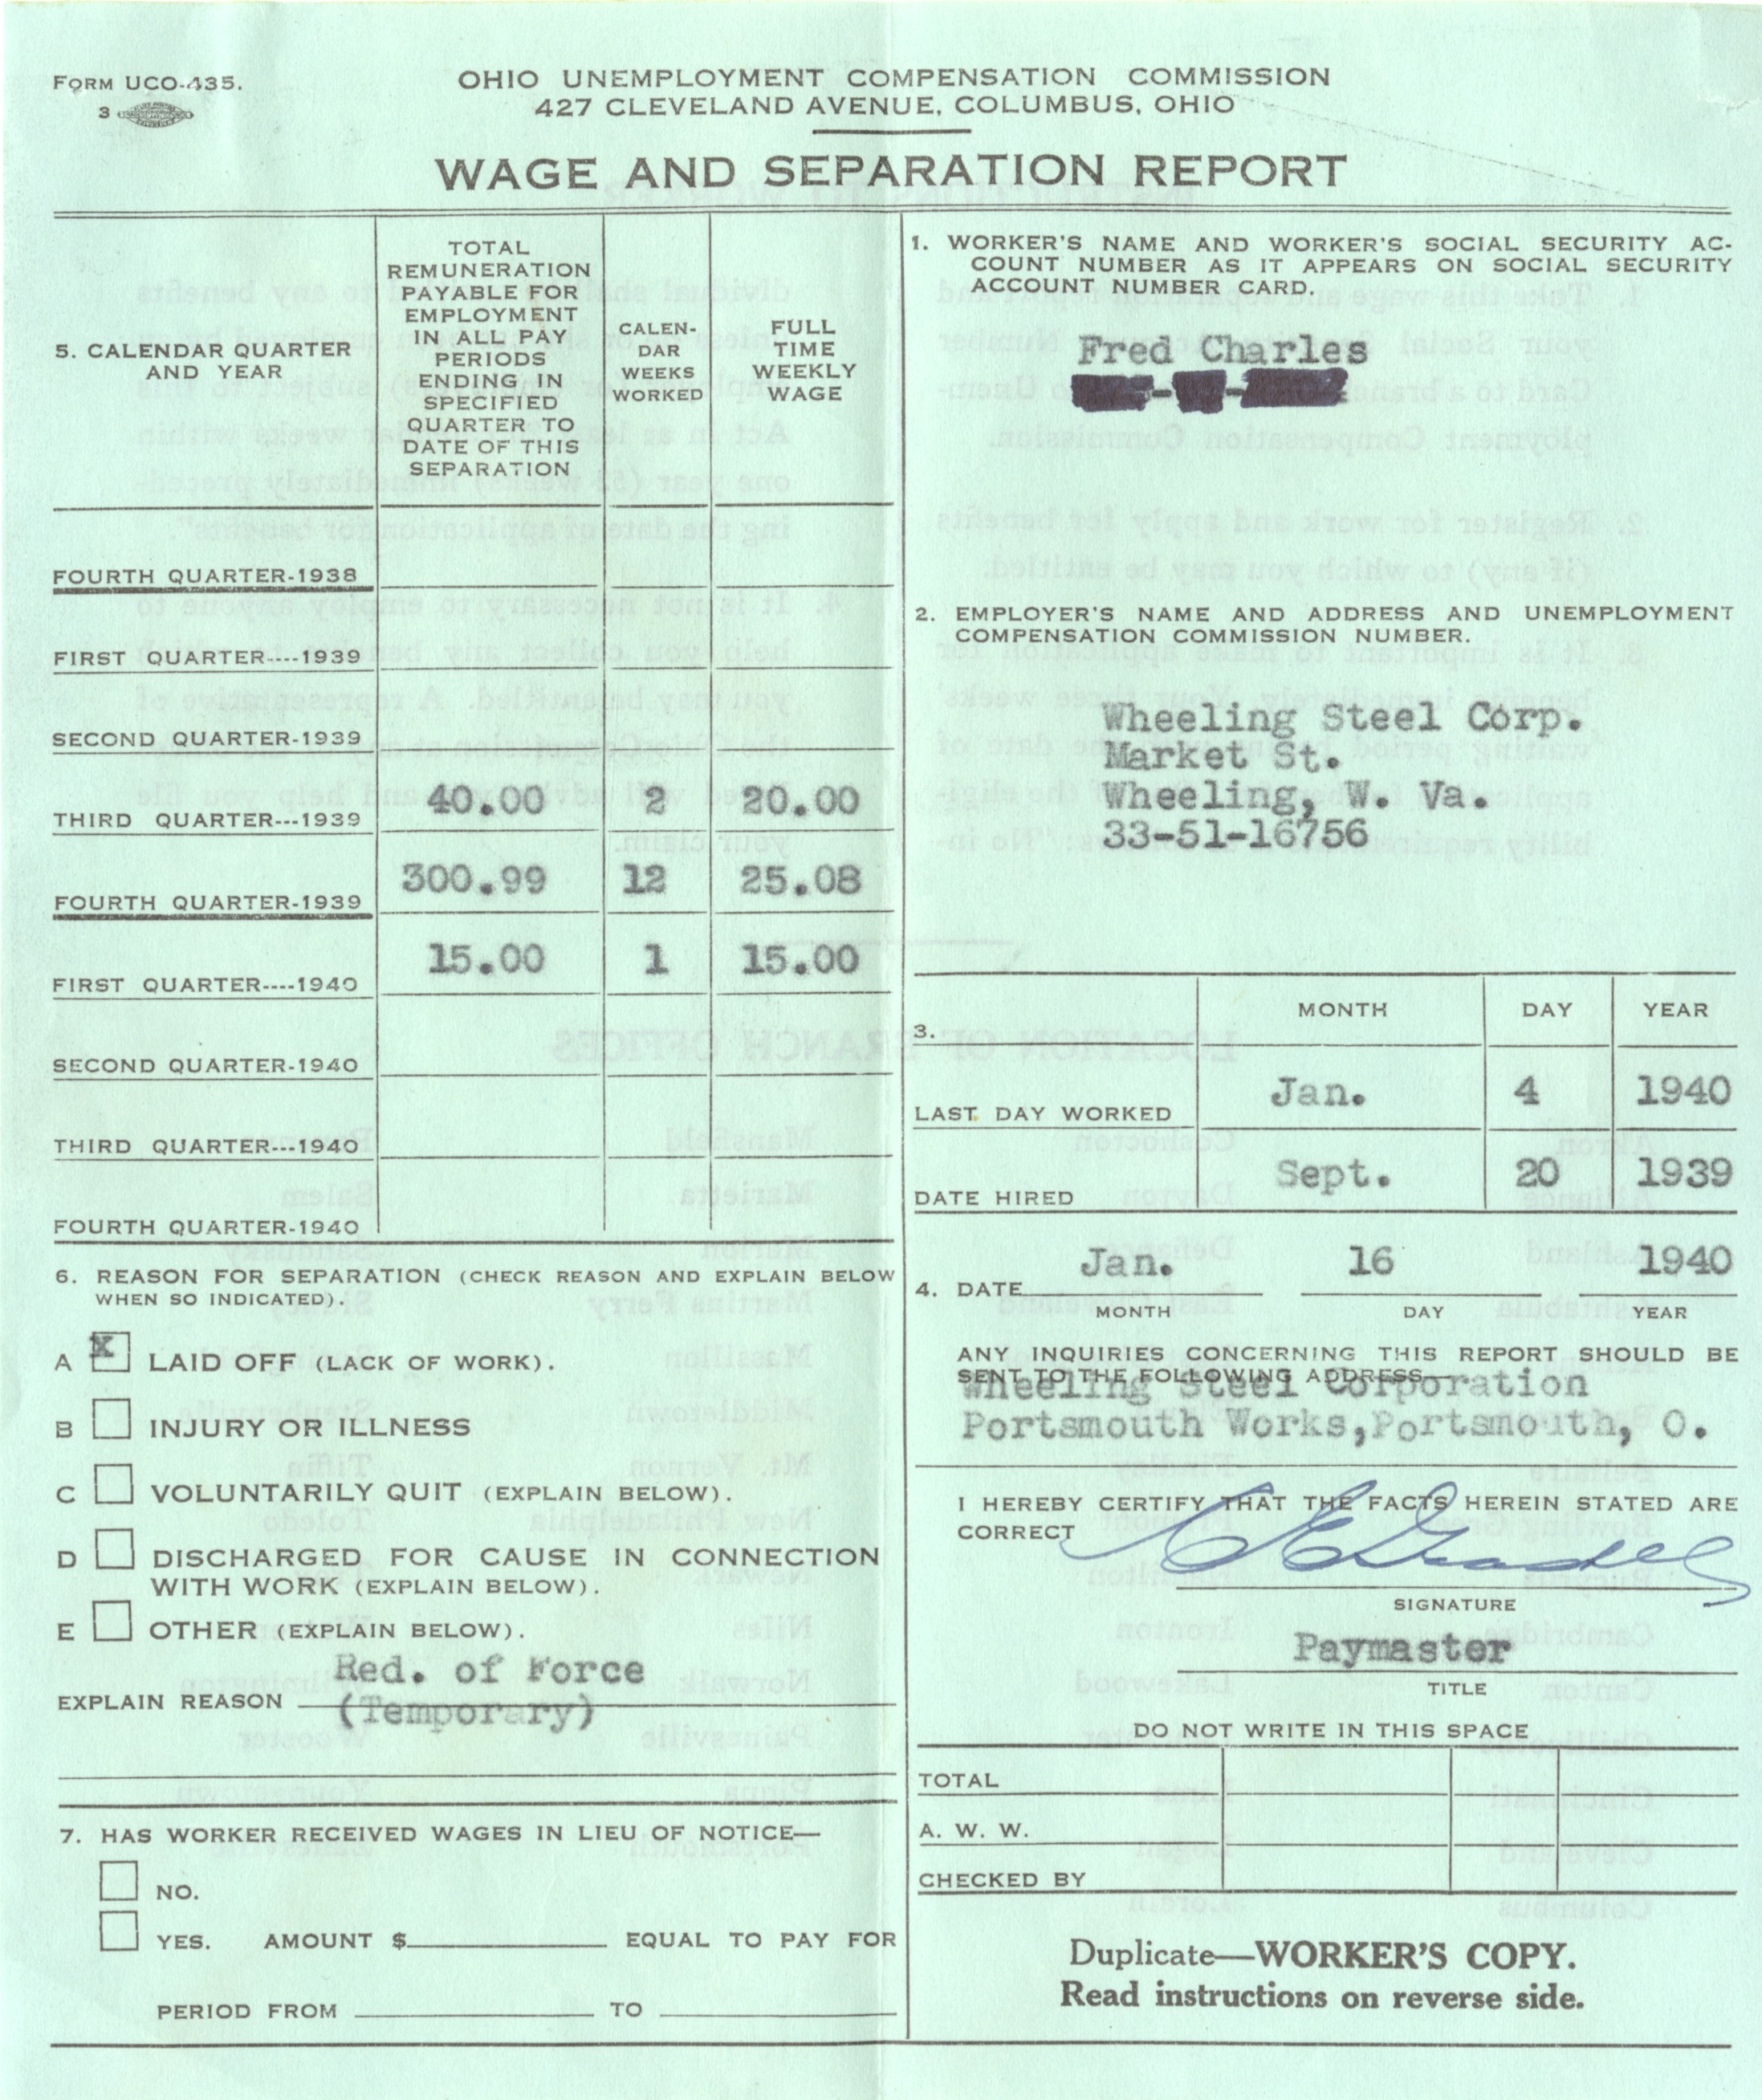 FORM UCO-435.
3
OHIO UNEMPLOYMENT COMPENSATION COMMISSION
427 CLEVELAND AVENUE, COLUMBUS, OHIO
WAGE AND SEPARATION REPORT
5. CALENDAR QUARTER
AND YEAR
TOTAL
REMUNERATION
PAYABLE FOR
EMPLOYMENT
IN ALL PAY
PERIODS
ENDING IN
SPECIFIED
QUARTER TO
DATE OF THIS
SEPARATION
CALEN-
DAR
WEEKS
WORKED
FULL
TIME
WEEKLY
WAGE
FOURTH QUARTER-1938
FIRST QUARTER----1939
SECOND QUARTER-1939
THIRD QUARTER---1939 40.00 2 20.00
FOURTH QUARTER-1939 300.99 12 25.08
FIRST QUARTER----1940 15.00 1 15.00
SECOND QUARTER-1940
THIRD QUARTER---1940
FOURTH QUARTER-1940
6. REASON FOR SEPARATION (CHECK REASON AND EXPLAIN BELOW
WHEN SO INDICATED).
A X LAID OFF (LACK OF WORK).
B INJURY OR ILLNESS
C VOLUNTARILY QUIT (EXPLAIN BELOW).
D DISCHARGED FOR CAUSE IN CONNECTION
WITH WORK (EXPLAIN BELOW).
E OTHER (EXPLAIN BELOW).
Red. of Force
EXPLAIN REASON (Temporary)
7. HAS WORKER RECEIVED WAGES IN LIEU OF NOTICE—
NO.
YES. AMOUNT $ EQUAL TO PAY FOR
PERIOD FROM TO
1. WORKER'S NAME AND WORKER'S SOCIAL SECURITY AC-
COUNT NUMBER AS IT APPEARS ON SOCIAL SECURITY
ACCOUNT NUMBER CARD.
Fred Charles
2. EMPLOYER'S NAME AND ADDRESS AND UNEMPLOYMENT
COMPENSATION COMMISSION NUMBER.
Wheeling Steel Corp.
Market St.
Wheeling, W. Va.
33-51-16756
3. MONTH DAY YEAR
LAST DAY WORKED Jan. 4 1940
DATE HIRED Sept. 20 1939
4. DATE Jan. 16 1940
MONTH DAY YEAR
ANY INQUIRIES CONCERNING THIS REPORT SHOULD BE
SENT TO THE FOLLOWING ADDRESS
Wheeling Steel Corporation
Portsmouth Works, Portsmouth, O.
I HEREBY CERTIFY THAT THE FACTS HEREIN STATED ARE
CORRECT
SIGNATURE
Paymaster
TITLE
DO NOT WRITE IN THIS SPACE
TOTAL
A. W. W.
CHECKED BY
Duplicate—WORKER'S COPY.
Read instructions on reverse side.